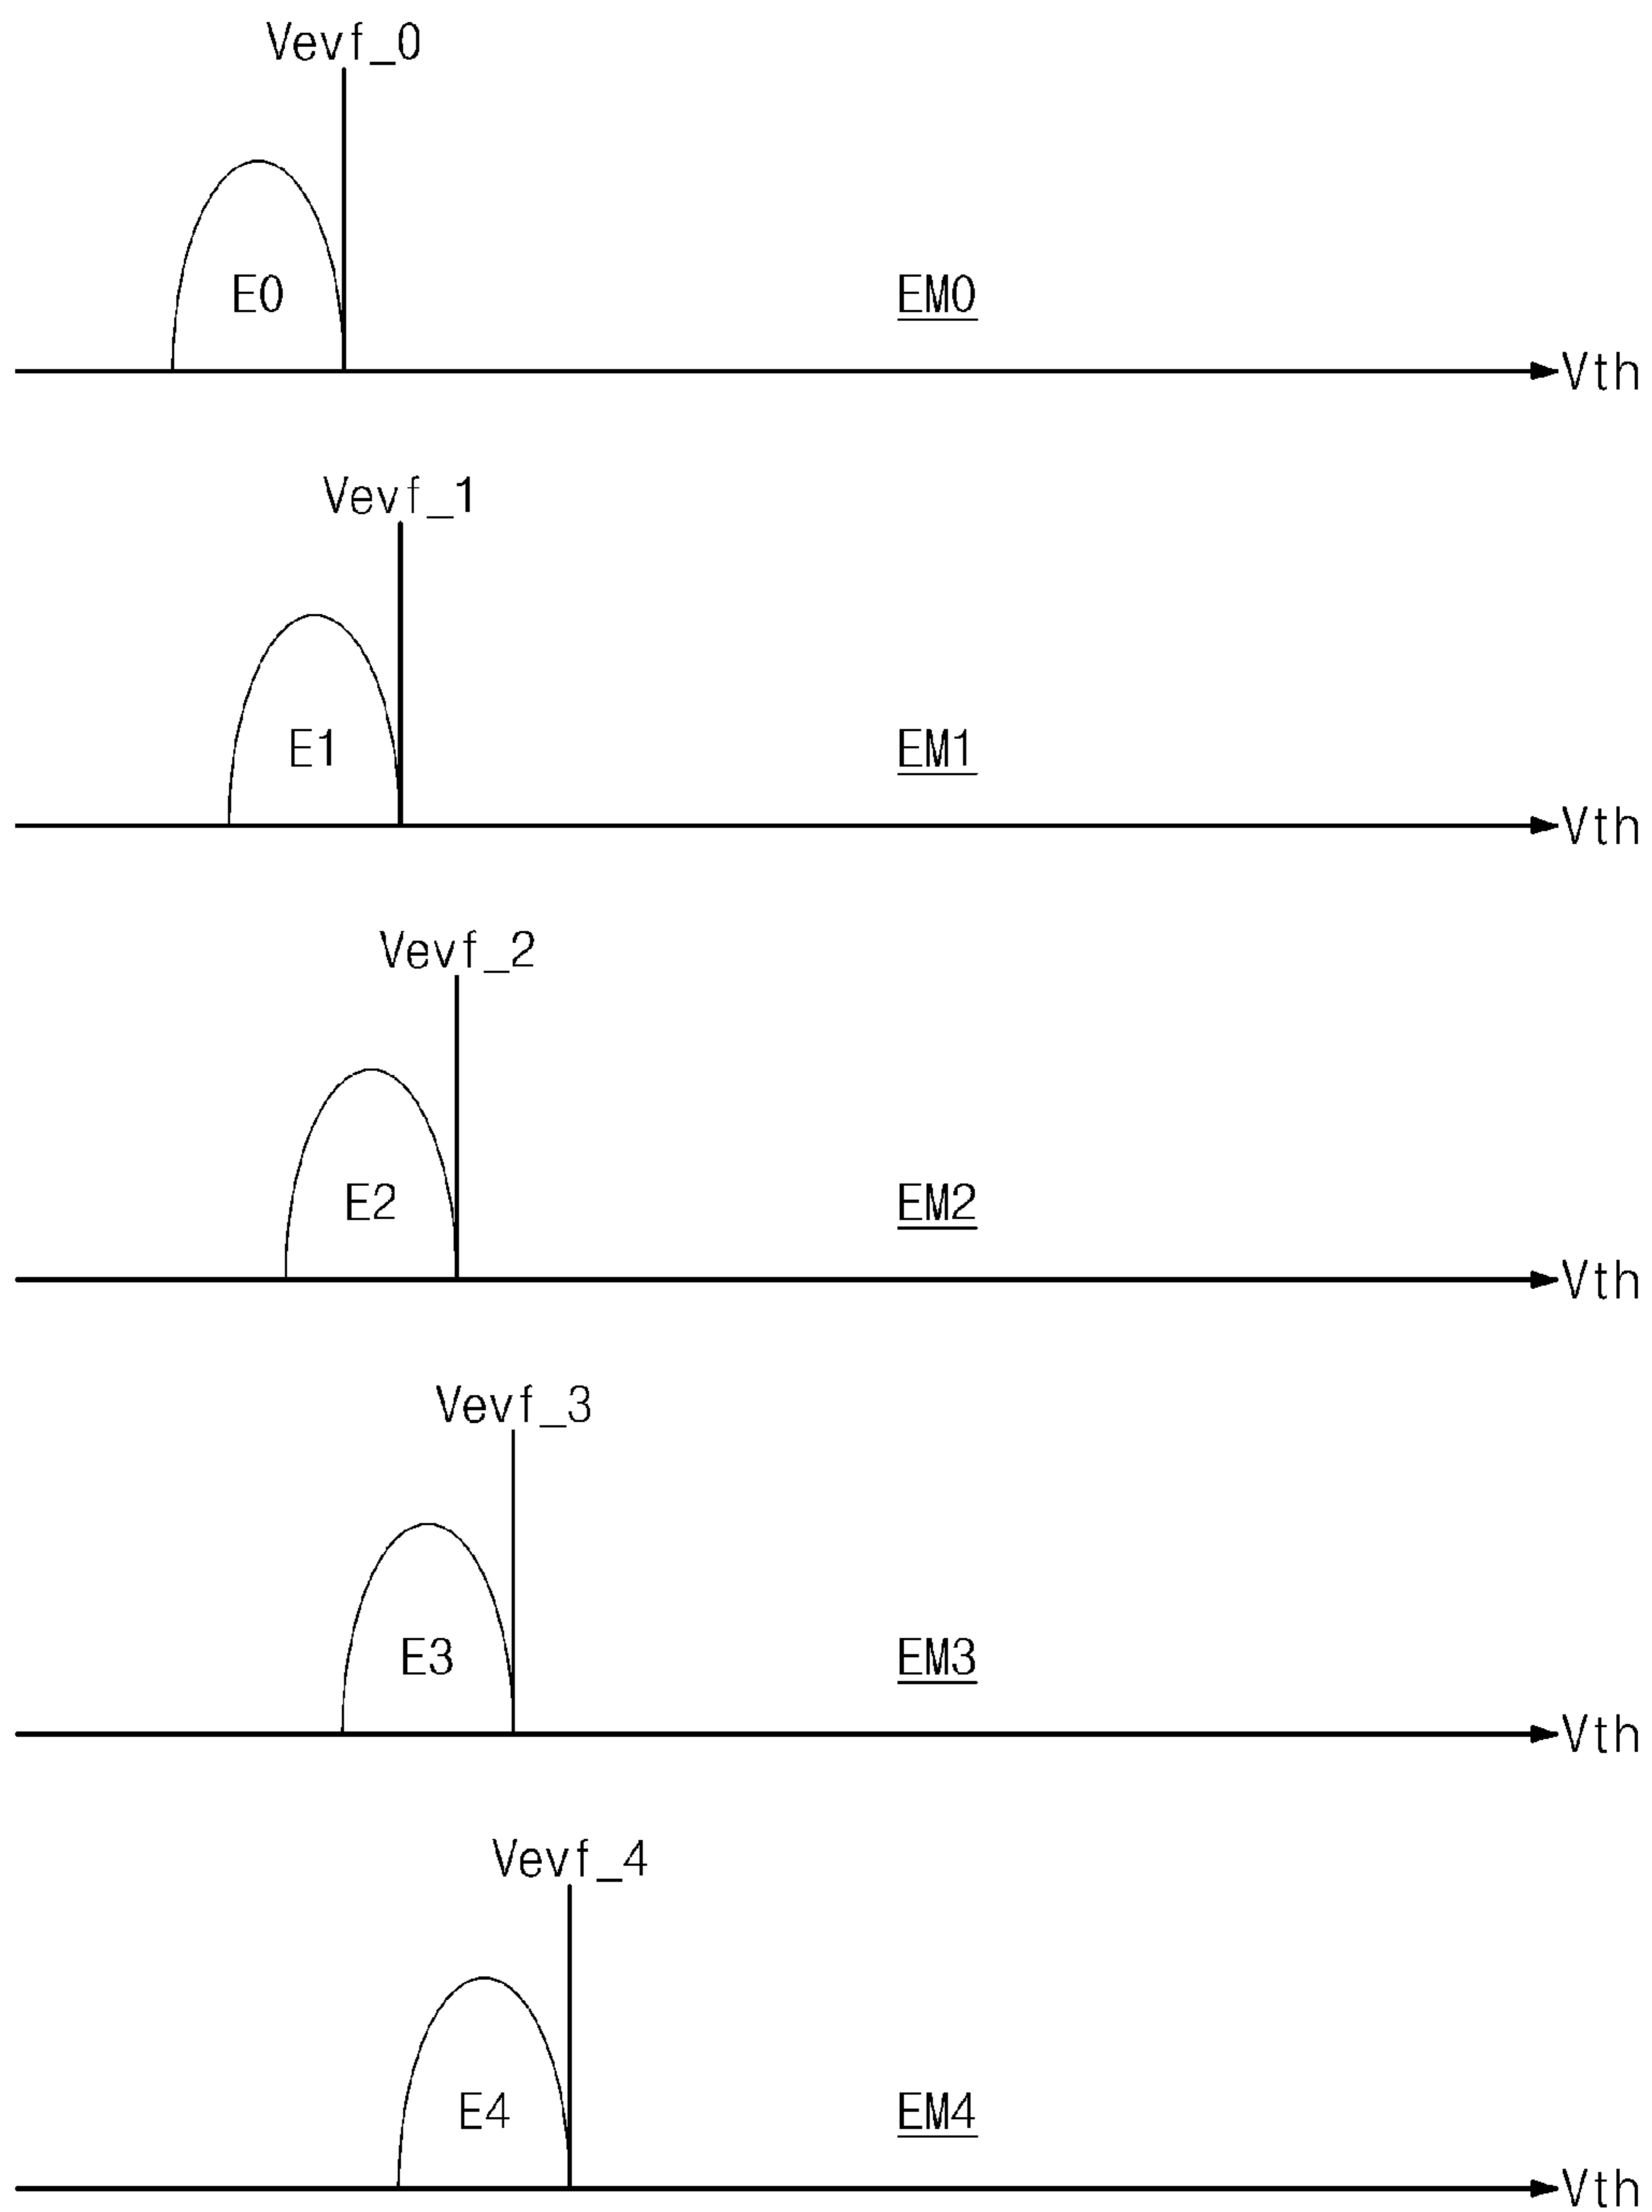 Vevf_0
E0
EM0
Vth
Vevf_1
E1
EM1
Vth
Vevf_2
E2
EM2
Vth
Vevf_3
E3
EM3
Vth
Vevf_4
E4
EM4
Vth